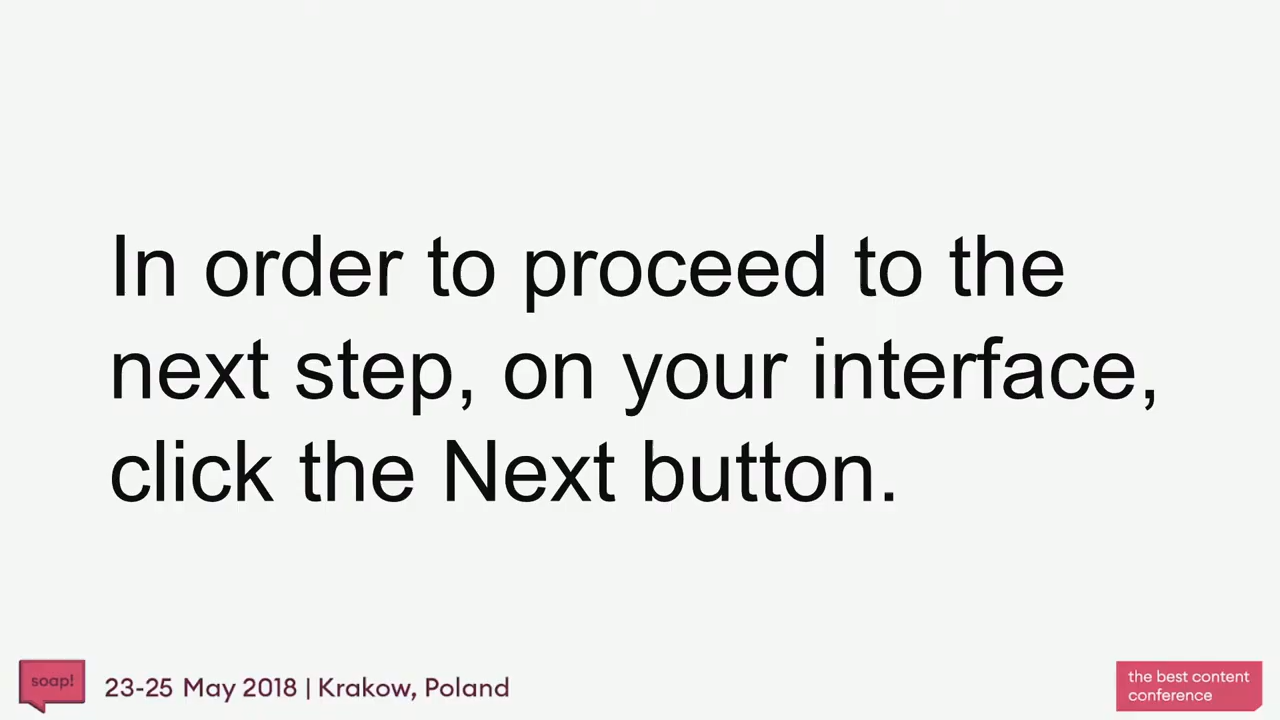 In order to proceed to the
next step, on your interface,
click the Next button.
soap!
23-25 May 2018 | Krakow, Poland
the best content
conference